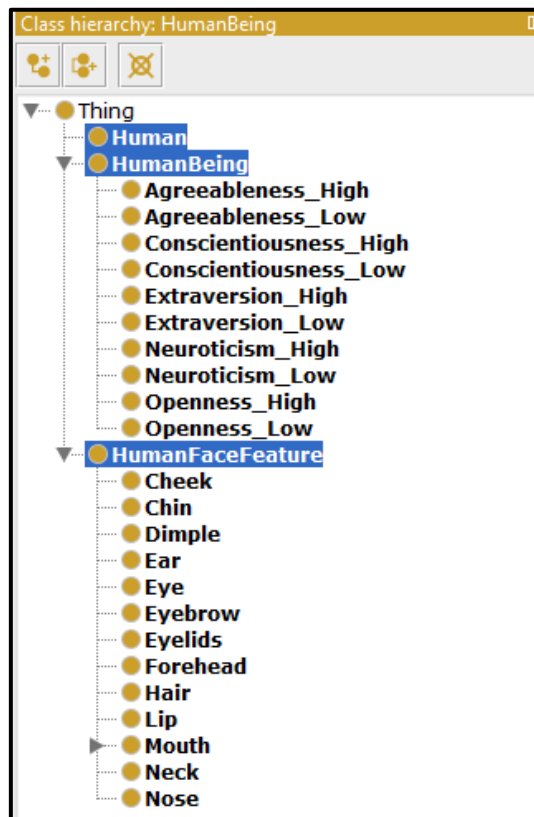 Class hierarchy: HumanBeing
Thing
Human
HumanBeing
Agreeableness_High
Agreeableness_Low
Conscientiousness_High
Conscientiousness_Low
Extraversion_High
Extraversion_Low
Neuroticism_High
Neuroticism_Low
Openness_High
Openness_Low
HumanFaceFeature
Cheek
Chin
Dimple
Ear
Eye
Eyebrow
Eyelids
Forehead
Hair
Lip
Mouth
Neck
Nose